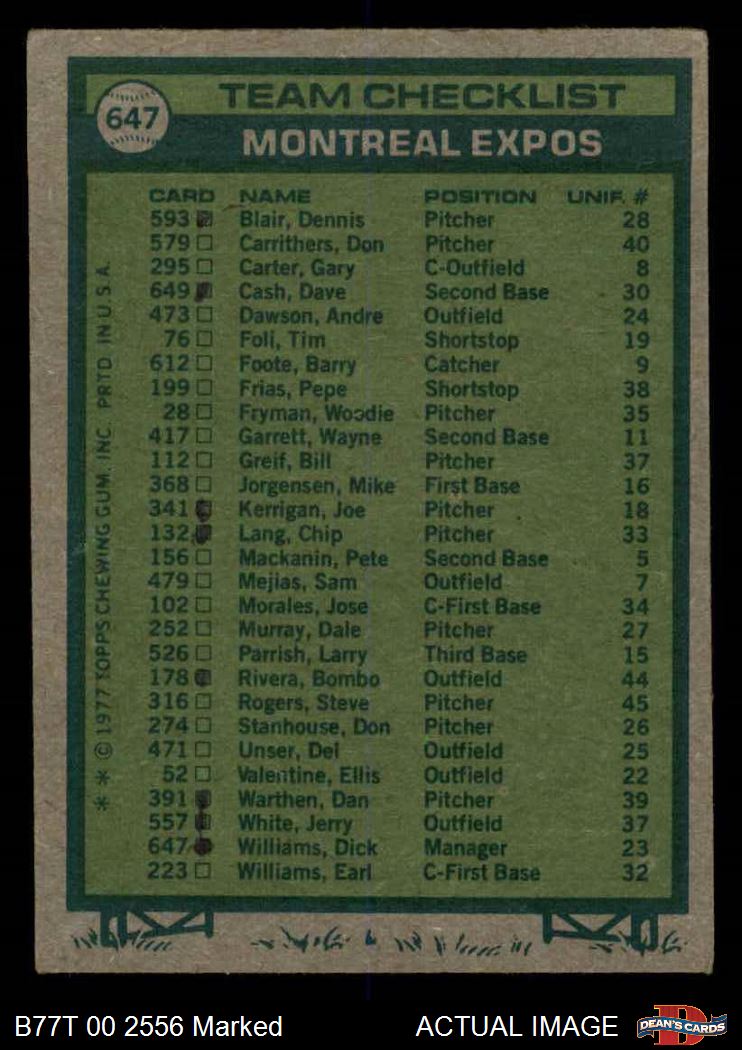 647
TEAM CHECKLIST
MONTREAL EXPOS
CARD NAME POSITION UNIF. #
593 Blair, Dennis Pitcher 28
579 Carrithers, Don Pitcher 40
295 Carter, Gary C-Outfield 8
649 Cash, Dave Second Base 30
473 Dawson, Andre Outfield 24
76 Foli, Tim Shortstop 19
612 Foote, Barry Catcher 9
199 Frias, Pepe Shortstop 38
28 Fryman, Woodie Pitcher 35
417 Garrett, Wayne Second Base 11
112 Greif, Bill Pitcher 37
368 Jorgensen, Mike First Base 16
341 Kerrigan, Joe Pitcher 18
132 Lang, Chip Pitcher 33
156 Mackanin, Pete Second Base 5
479 Mejias, Sam Outfield 7
102 Morales, Jose C-First Base 34
252 Murray, Dale Pitcher 27
526 Parrish, Larry Third Base 15
178 Rivera, Bombo Outfield 44
316 Rogers, Steve Pitcher 45
274 Stanhouse, Don Pitcher 26
471 Unser, Del Outfield 25
52 Valentine, Ellis Outfield 22
391 Warthen, Dan Pitcher 39
557 White, Jerry Outfield 37
647 Williams, Dick Manager 23
223 Williams, Earl C-First Base 32
* * © 1977 TOPPS CHEWING GUM, INC. PRTD. IN U.S.A.
B77T 00 2556 Marked
ACTUAL IMAGE
DEAN'S CARDS